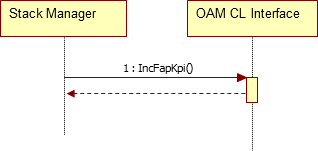 Stack Manager
OAM CL Interface
1 : IncFapKpi()